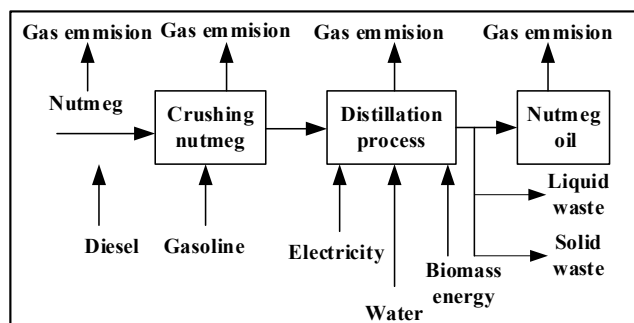 Gas emmision
Gas emmision
Gas emmision
Gas emmision
Nutmeg
Crushing
nutmeg
Distillation
process
Nutmeg
oil
Liquid
waste
Diesel
Gasoline
Electricity
Biomass
energy
Solid
waste
Water